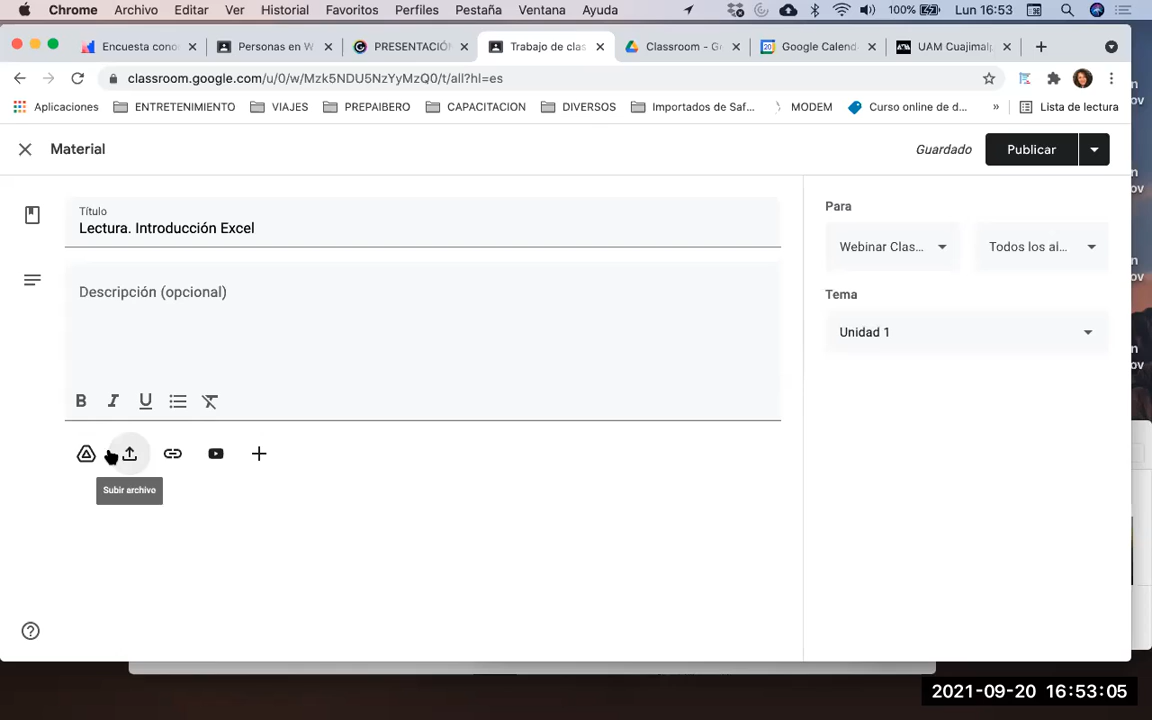 Chrome Archivo Editar Ver Historial Favoritos Perfiles Pestaña Ventana Ayuda 100% Lun 16:53
Encuesta cono Personas en W PRESENTACIÓN Trabajo de clas Classroom - Go Google Calend UAM Cuajimalp
classroom.google.com/u/0/w/Mzk5NDU5NzYyMzQ0/t/all?hl=es
Aplicaciones ENTRETENIMIENTO VIAJES PREPAIBERO CAPACITACION DIVERSOS Importados de Saf... MODEM Curso online de d... » Lista de lectura
Material Guardado Publicar
Título
Lectura. Introducción Excel
Descripción (opcional)
B I U
Subir archivo
Para
Webinar Clas... Todos los al...
Tema
Unidad 1
2021-09-20 16:53:05